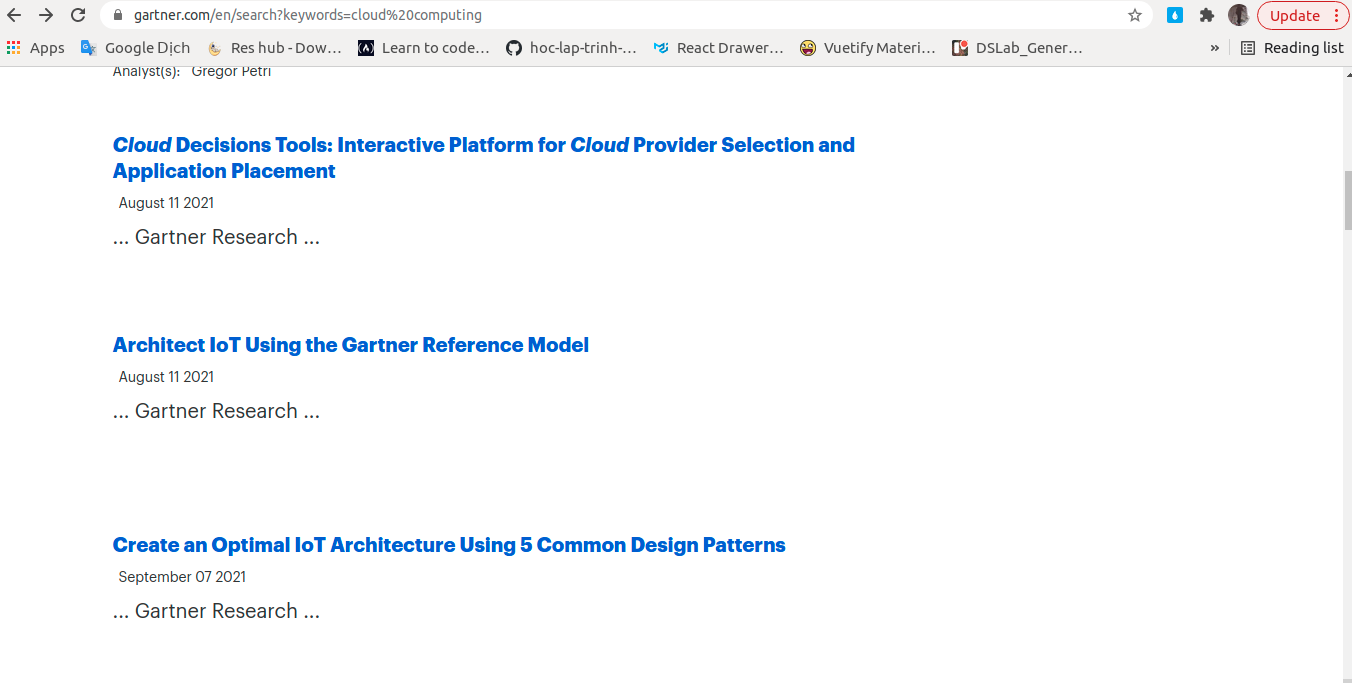 gartner.com/en/search?keywords=cloud%20computing
Update
Apps
Google Dịch
Res hub - Dow...
Learn to code...
hoc-lap-trinh-...
React Drawer...
Vuetify Materi...
DSLab_Gener...
»
Reading list
Analyst(s): Gregor Petri
Cloud Decisions Tools: Interactive Platform for Cloud Provider Selection and
Application Placement
August 11 2021
... Gartner Research ...
Architect IoT Using the Gartner Reference Model
August 11 2021
... Gartner Research ...
Create an Optimal IoT Architecture Using 5 Common Design Patterns
September 07 2021
... Gartner Research ...